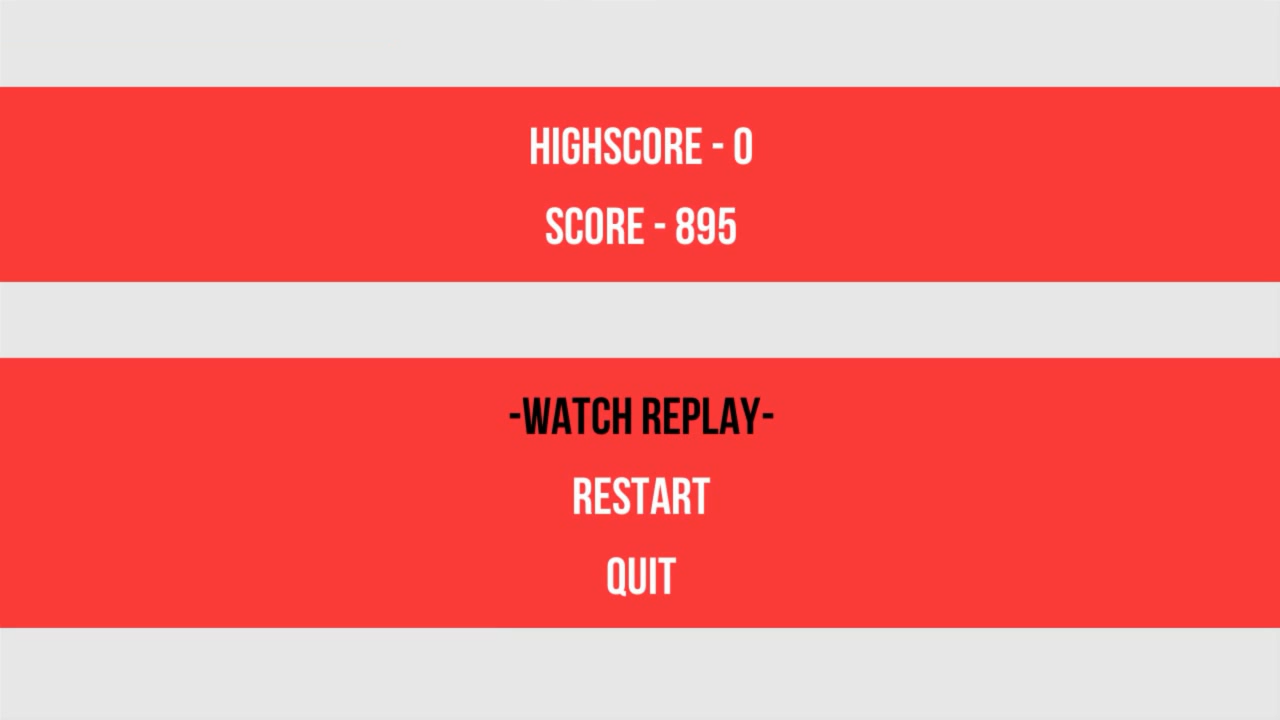 HIGHSCORE - 0
SCORE - 895
-WATCH REPLAY-
RESTART
QUIT